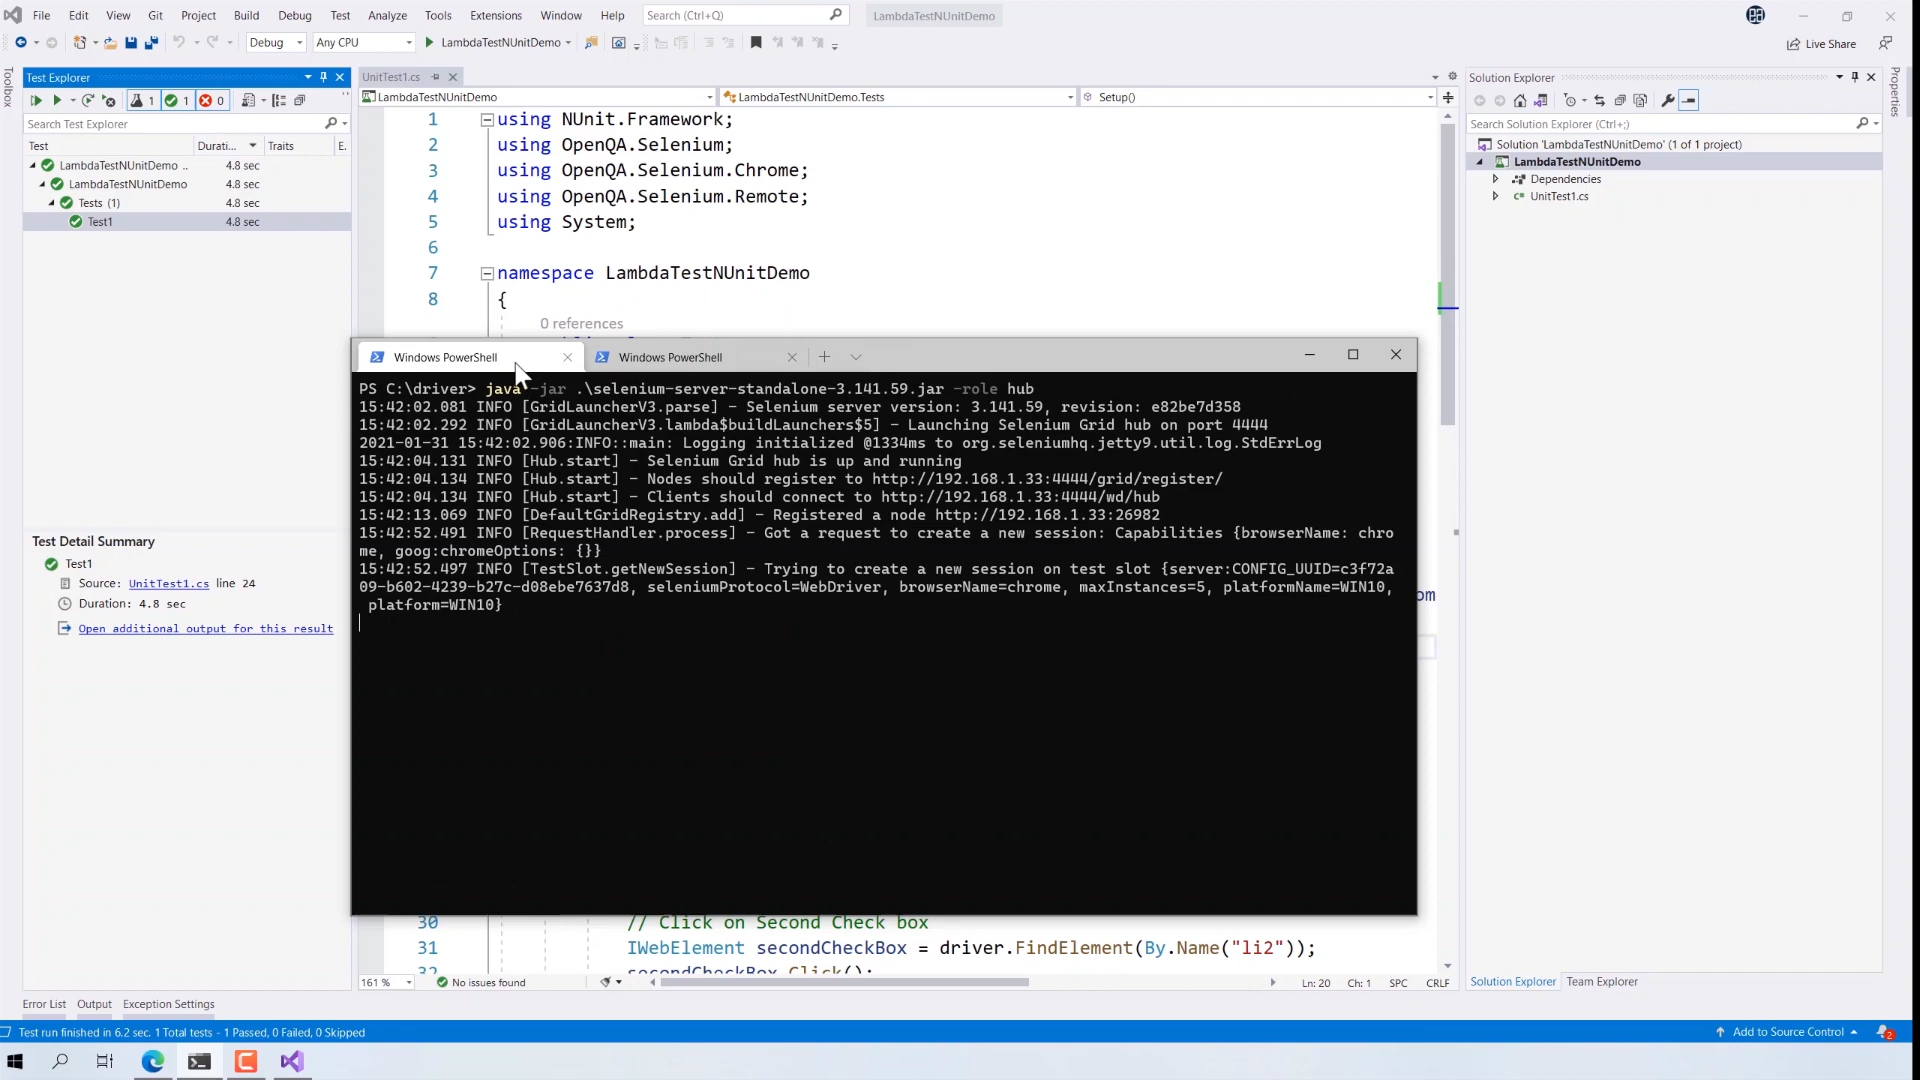 File Edit View Git Project Build Debug Test Analyze Tools Extensions Window Help Search (Ctrl+Q) LambdaTestNUnitDemo
Debug Any CPU LambdaTestNUnitDemo Live Share
Toolbox
Test Explorer
1 1 0
Search Test Explorer
Test Durati... Traits E.
LambdaTestNUnitDemo .. 4.8 sec
LambdaTestNUnitDemo 4.8 sec
Tests (1) 4.8 sec
Test1 4.8 sec
Test Detail Summary
Test1
Source: UnitTest1.cs line 24
Duration: 4.8 sec
Open additional output for this result
UnitTest1.cs
LambdaTestNUnitDemo LambdaTestNUnitDemo.Tests Setup()
1 using NUnit.Framework;
2 using OpenQA.Selenium;
3 using OpenQA.Selenium.Chrome;
4 using OpenQA.Selenium.Remote;
5 using System;
6
7 namespace LambdaTestNUnitDemo
8 {
0 references
Windows PowerShell Windows PowerShell
PS C:\driver> java -jar .\selenium-server-standalone-3.141.59.jar -role hub
15:42:02.081 INFO [GridLauncherV3.parse] - Selenium server version: 3.141.59, revision: e82be7d358
15:42:02.292 INFO [GridLauncherV3.lambda$buildLaunchers$5] - Launching Selenium Grid hub on port 4444
2021-01-31 15:42:02.906:INFO::main: Logging initialized @1334ms to org.seleniumhq.jetty9.util.log.StdErrLog
15:42:04.131 INFO [Hub.start] - Selenium Grid hub is up and running
15:42:04.134 INFO [Hub.start] - Nodes should register to http://192.168.1.33:4444/grid/register/
15:42:04.134 INFO [Hub.start] - Clients should connect to http://192.168.1.33:4444/wd/hub
15:42:13.069 INFO [DefaultGridRegistry.add] - Registered a node http://192.168.1.33:26982
15:42:52.491 INFO [RequestHandler.process] - Got a request to create a new session: Capabilities {browserName: chro
me, goog:chromeOptions: {}}
15:42:52.497 INFO [TestSlot.getNewSession] - Trying to create a new session on test slot {server:CONFIG_UUID=c3f72a
09-b602-4239-b27c-d08ebe7637d8, seleniumProtocol=WebDriver, browserName=chrome, maxInstances=5, platformName=WIN10,
platform=WIN10}
om
30 // Click on Second Check box
31 IWebElement secondCheckBox = driver.FindElement(By.Name("li2"));
32 secondCheckBox.Click();
161 % No issues found Ln: 20 Ch: 1 SPC CRLF
Solution Explorer
Search Solution Explorer (Ctrl+;)
Solution 'LambdaTestNUnitDemo' (1 of 1 project)
LambdaTestNUnitDemo
Dependencies
C# UnitTest1.cs
Solution Explorer Team Explorer
Properties
Error List Output Exception Settings
Test run finished in 6.2 sec. 1 Total tests - 1 Passed, 0 Failed, 0 Skipped Add to Source Control 2